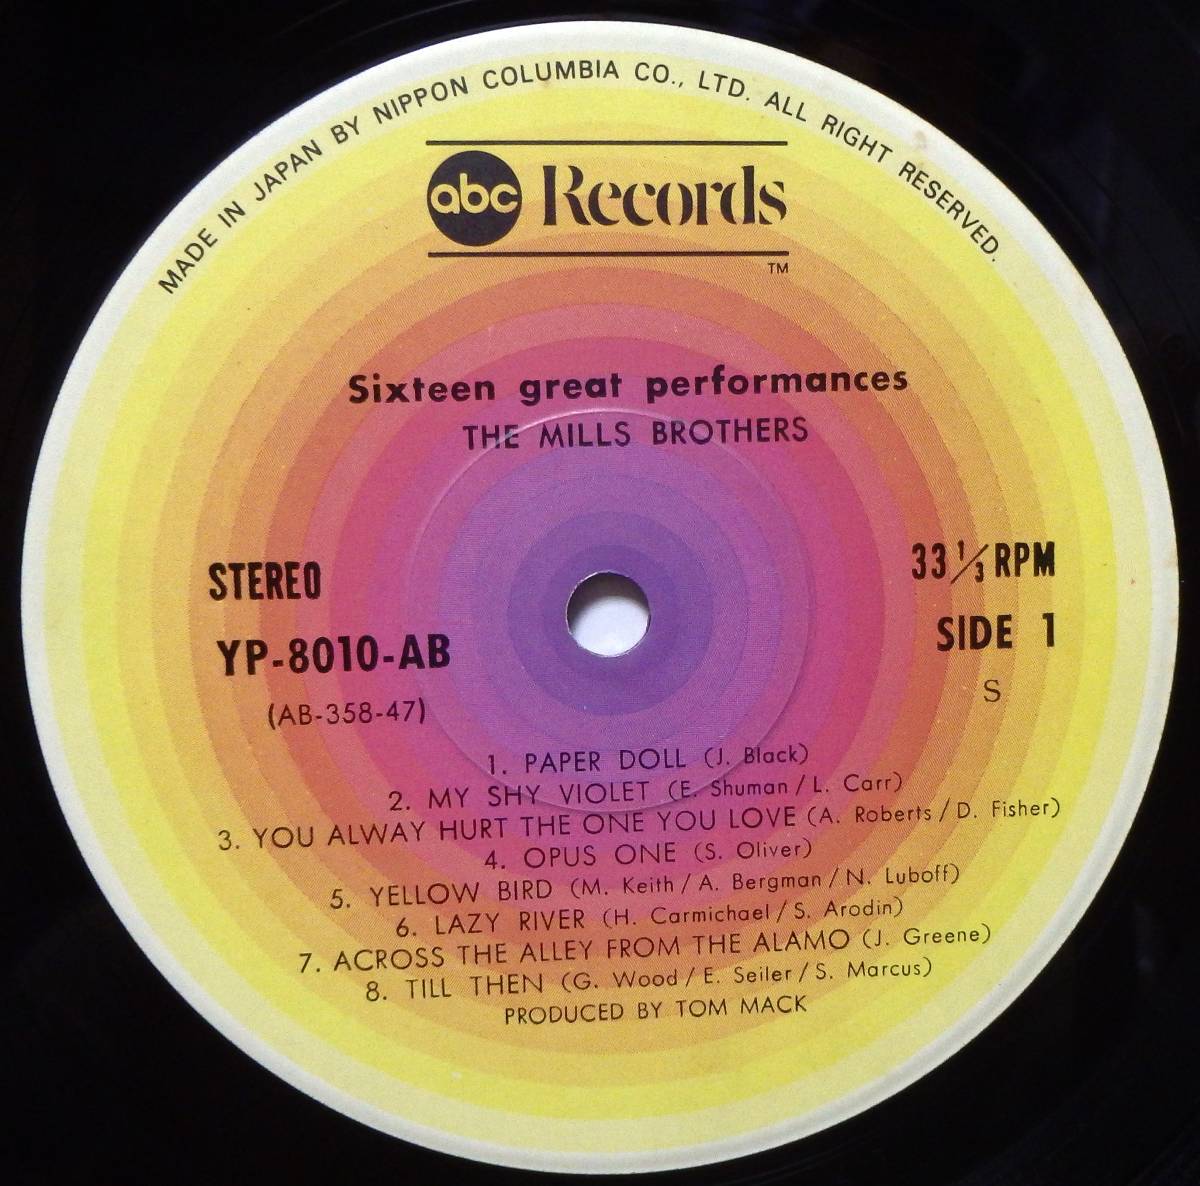 MADE IN JAPAN BY NIPPON COLUMBIA CO., LTD. ALL RIGHT RESERVED.
abc Records
TM
Sixteen great performances
THE MILLS BROTHERS
STEREO
33 1/3 RPM
YP-8010-AB
SIDE 1
(AB-358-47)
S
1. PAPER DOLL (J. Black)
2. MY SHY VIOLET (E. Shuman / L. Carr)
3. YOU ALWAY HURT THE ONE YOU LOVE (A. Roberts / D. Fisher)
4. OPUS ONE (S. Oliver)
5. YELLOW BIRD (M. Keith / A. Bergman / N. Luboff)
6. LAZY RIVER (H. Carmichael / S. Arodin)
7. ACROSS THE ALLEY FROM THE ALAMO (J. Greene)
8. TILL THEN (G. Wood / E. Seiler / S. Marcus)
PRODUCED BY TOM MACK